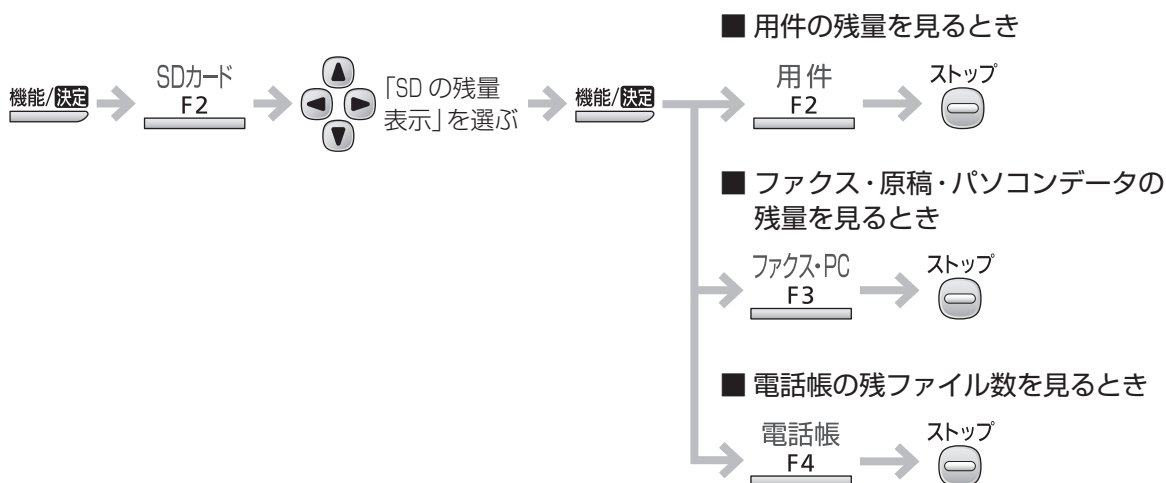 機能/決定
SDカード
F2
「SDの残量
表示」を選ぶ
機能/決定
■ 用件の残量を見るとき
用件
F2
ストップ
■ ファクス・原稿・パソコンデータの
残量を見るとき
ファクス・PC
F3
ストップ
■ 電話帳の残ファイル数を見るとき
電話帳
F4
ストップ